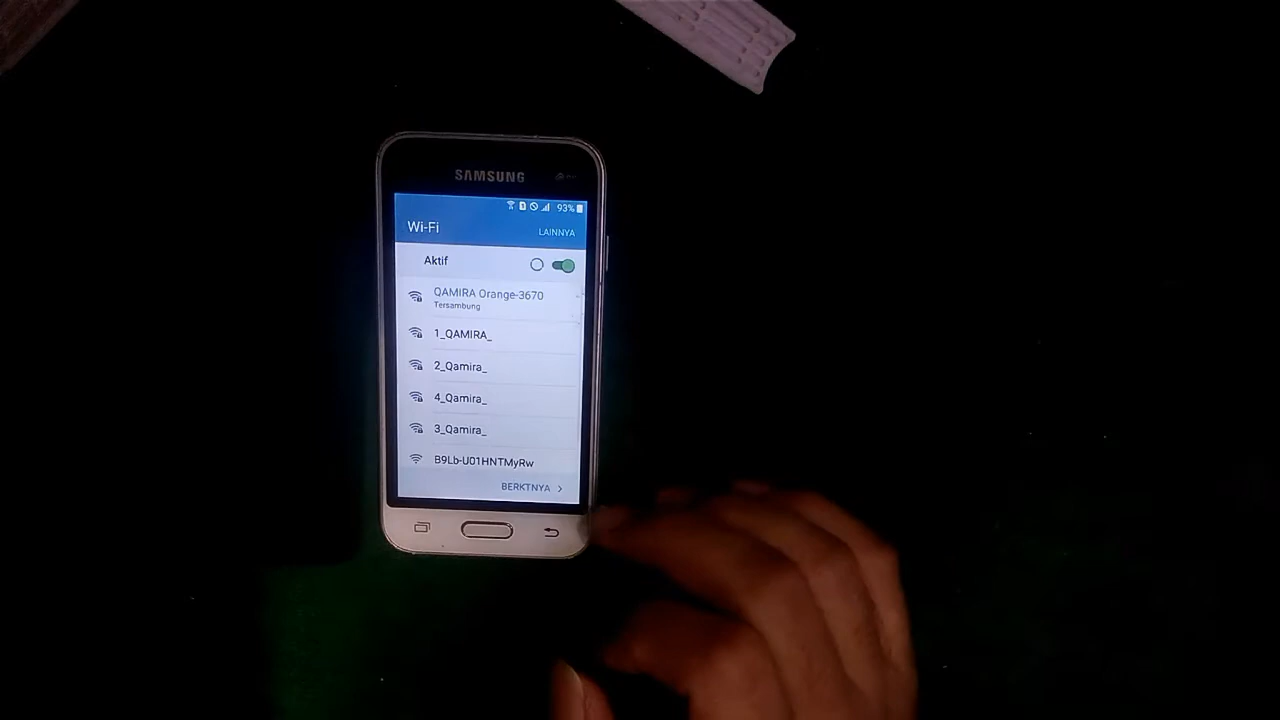 SAMSUNG
93%
Wi-Fi
LAINNYA
Aktif
QAMIRA Orange-3670
Tersambung
1_QAMIRA_
2_Qamira_
4_Qamira_
3_Qamira_
B9Lb-U01HNTMyRw
BERKTNYA